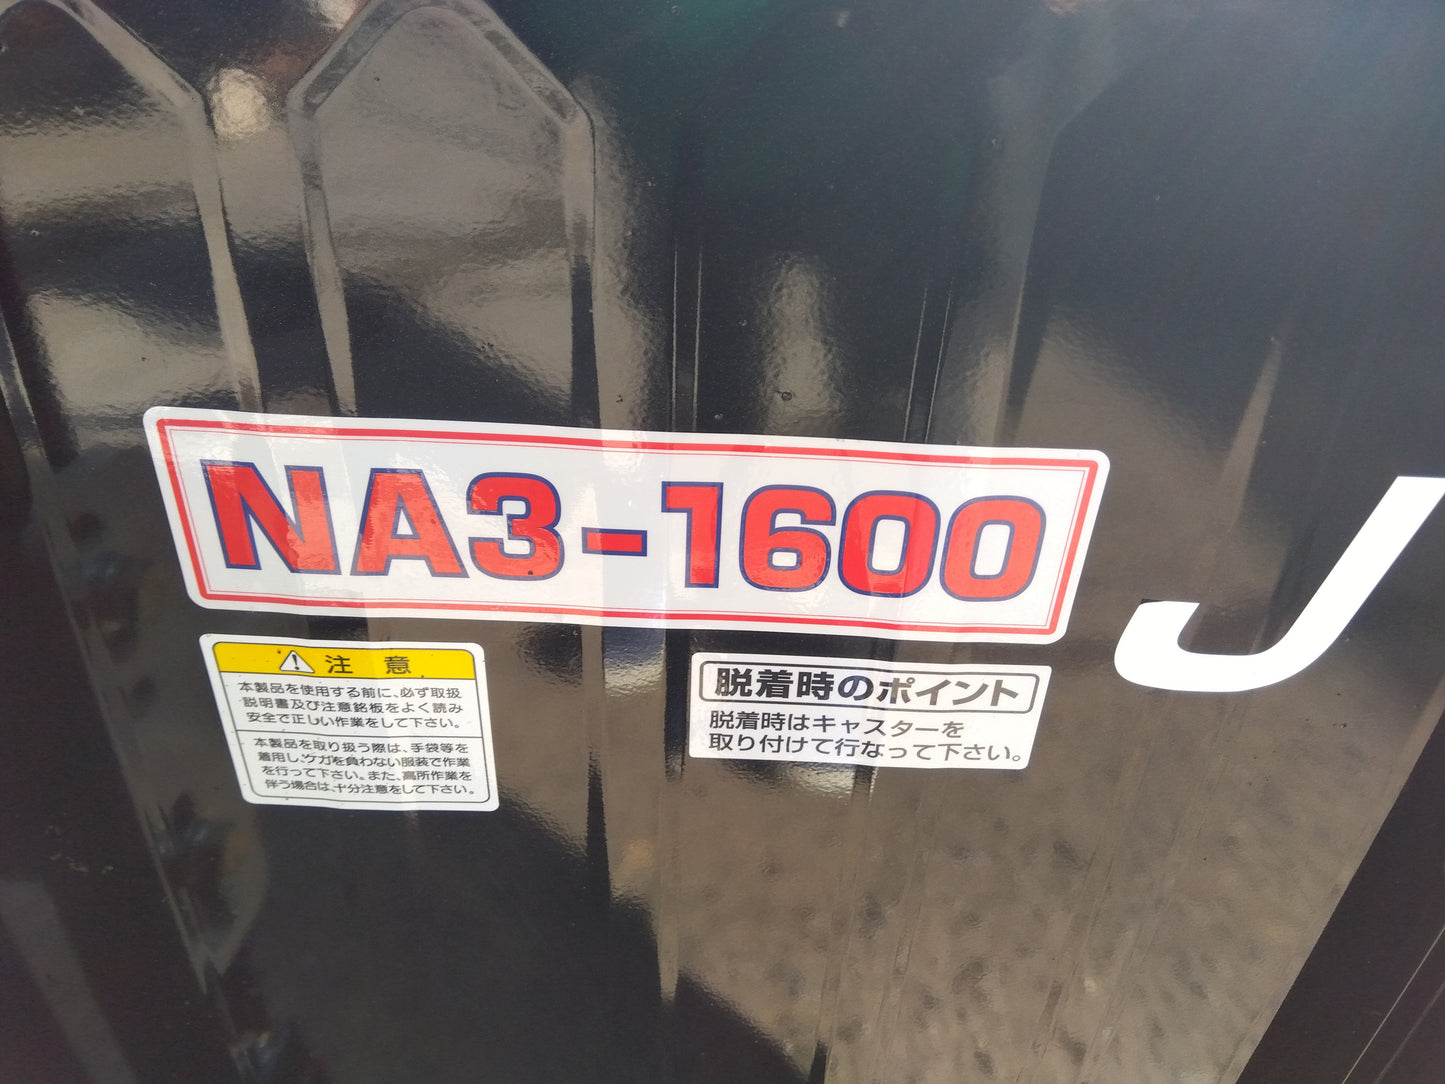 NA3-1600
J
注意
本製品を使用する前に、必ず取扱
説明書及び注意銘板をよく読み
安全で正しい作業をして下さい。
本製品を取り扱う際は、手袋等を
着用し、ケガを負わない服装で作業
を行って下さい。また、高所作業を
伴う場合は、十分注意をして下さい。
脱着時のポイント
脱着時はキャスターを
取り付けて行なって下さい。